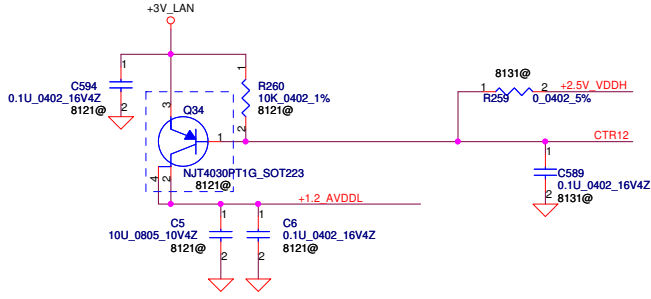 +3V_LAN
1
C594
0.1U_0402_16V4Z
8121@
2
1
R260
10K_0402_1%
8121@
2
3
Q34
1
NJT4030PT1G_SOT223
8121@
4
2
8131@
1
2
+2.5V_VDDH
R259
0_0402_5%
CTR12
1
C589
0.1U_0402_16V4Z
8131@
2
+1.2_AVDDL
C5
1
10U_0805_10V4Z
8121@
2
C6
1
0.1U_0402_16V4Z
8121@
2